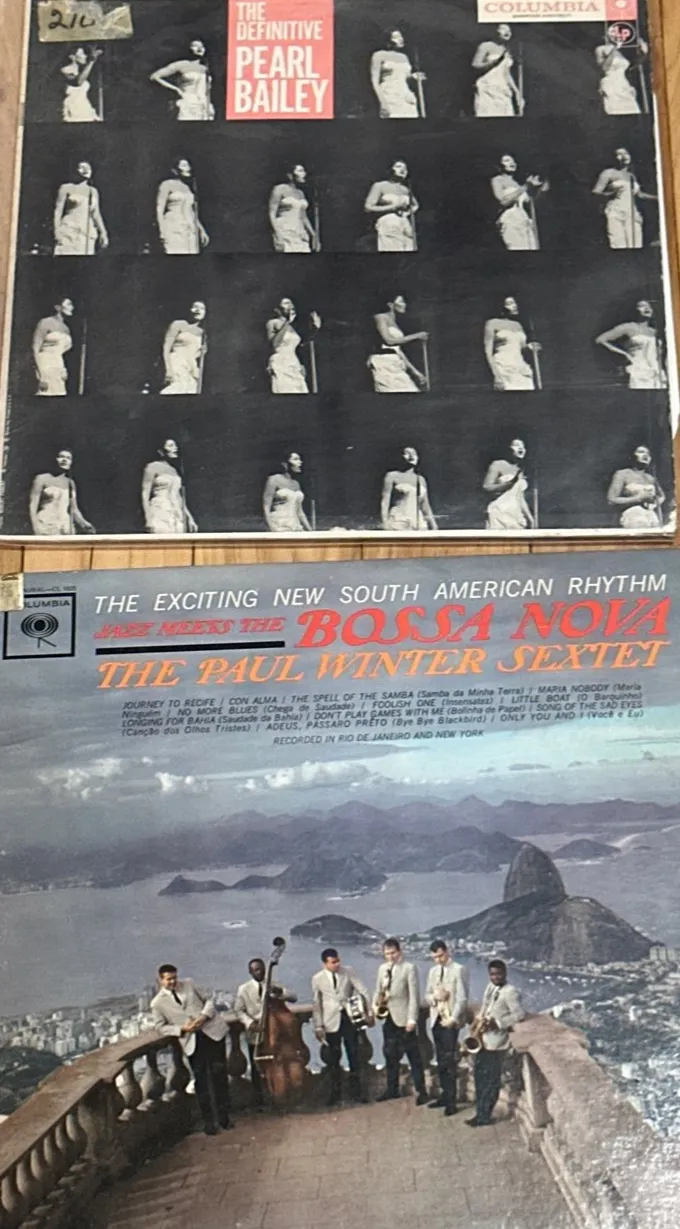 210
THE
DEFINITIVE
PEARL
BAILEY
COLUMBIA
Lp
COLUMBIA
THE EXCITING NEW SOUTH AMERICAN RHYTHM
JAZZ MEETS THE BOSSA NOVA
THE PAUL WINTER SEXTET
JOURNEY TO REDIFE / CON ALMA / THE SPELL OF THE SAMBA (Samba da Minha Terra) / MARIA NOBODY (Maria
Ninguim / NO MORE BLUES (Chega de Saudade) / FOOLISH ONE (Insensatez) / LITTLE BOAT (O Barquinho)
LONGING FOR BAHIA (Saudade da Bahia) / DON'T PLAY GAMES WITH ME (Bolinha de Papel) / SONG OF THE SAD EYES
(Canção dos Olhos Tristes) / ADEUS, PASSARO PRETO (Bye Bye Blackbird) / ONLY YOU AND I (Você e Eu)
RECORDED IN RIO DE JANEIRO AND NEW YORK